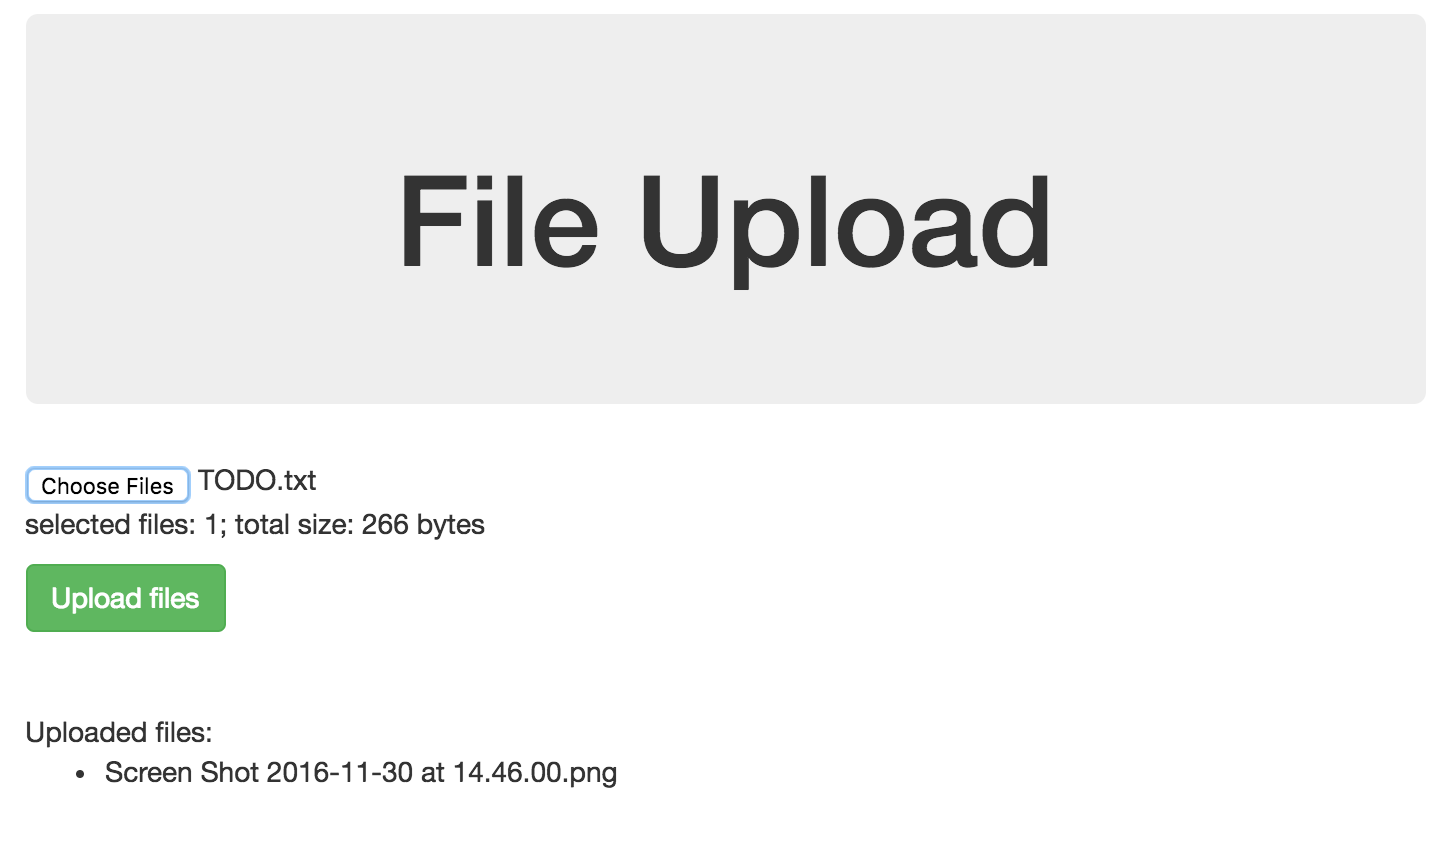 File Upload
Choose Files TODO.txt
selected files: 1; total size: 266 bytes
Upload files
Uploaded files:
• Screen Shot 2016-11-30 at 14.46.00.png